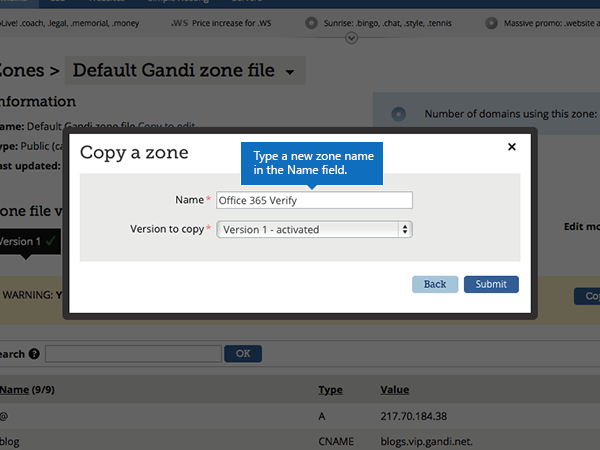 Live! .coach, .legal, .memorial, .money
.WS Price increase for .WS
Sunrise: .bingo, .chat, .style, .tennis
Massive promo: .website a
Zones > Default Gandi zone file
nformation
ame: Default Gandi zone file Copy to edit
ype: Public (ca
ast updated:
Number of domains using this zone:
Copy a zone
Type a new zone name
in the Name field.
Name * Office 365 Verify
Version to copy * Version 1 - activated
Back Submit
one file v
Edit mo
Version 1
WARNING: Y
Co
earch ? OK
Name (9/9) Type Value
@ A 217.70.184.38
blog CNAME blogs.vip.gandi.net.